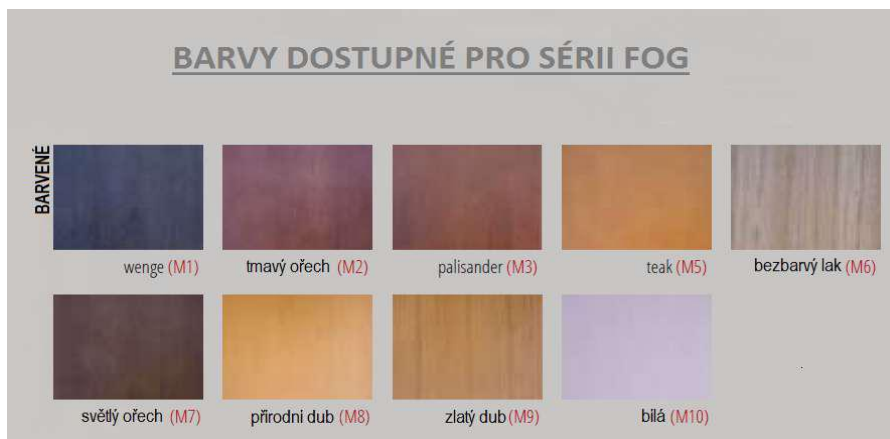 BARVY DOSTUPNÉ PRO SÉRII FOG
BARVENÉ
wenge (M1)
tmavý ořech (M2)
palisander (M3)
teak (M5)
bezbarvý lak (M6)
světlý ořech (M7)
přirodni dub (M8)
zlatý dub (M9)
bilá (M10)